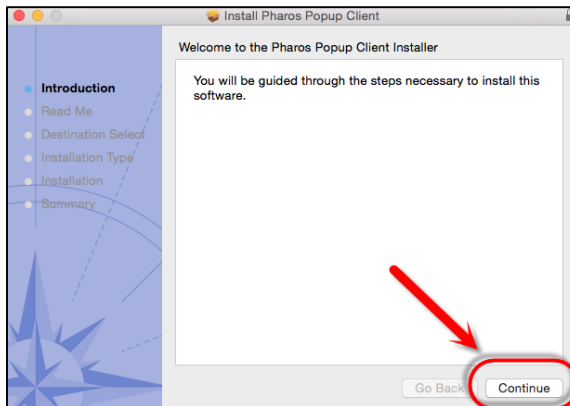 Install Pharos Popup Client
Welcome to the Pharos Popup Client Installer
You will be guided through the steps necessary to install this
software.
Introduction
Read Me
Destination Select
Installation Type
Installation
Summary
Go Back
Continue